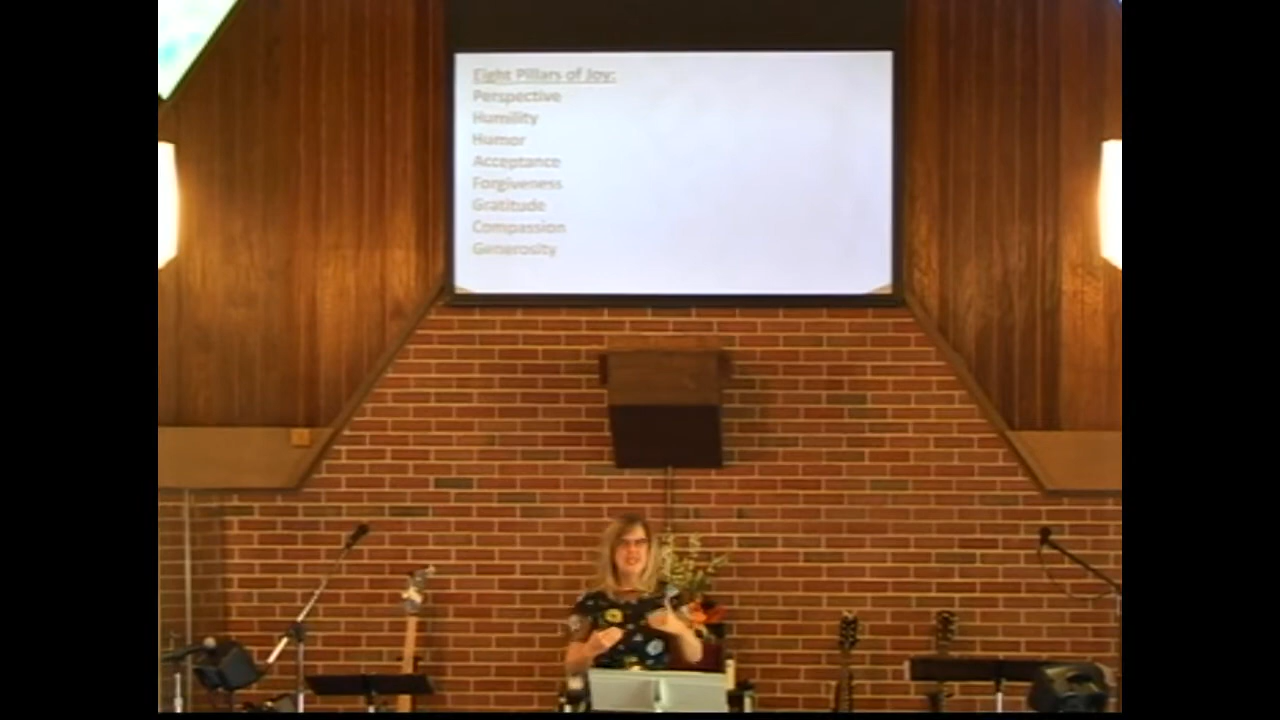 Eight Pillars of Joy:
Perspective
Humility
Humor
Acceptance
Forgiveness
Gratitude
Compassion
Generosity